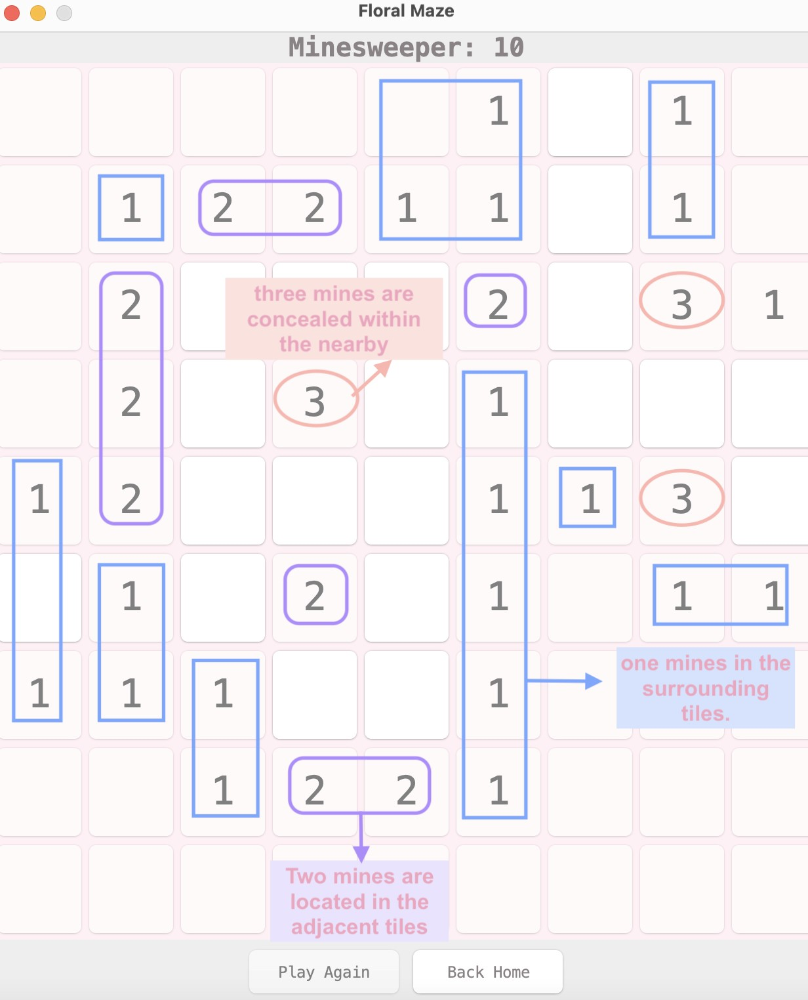 Floral Maze
Minesweeper: 10
1 1
1 2 2 1 1 1
2 2 3 1
three mines are
concealed within
the nearby
2 3 1
1 2 1 1 3
1 2 1 1 1
1 1 1 1
one mines in the
surrounding
tiles.
1 2 2 1
Two mines are
located in the
adjacent tiles
Play Again Back Home